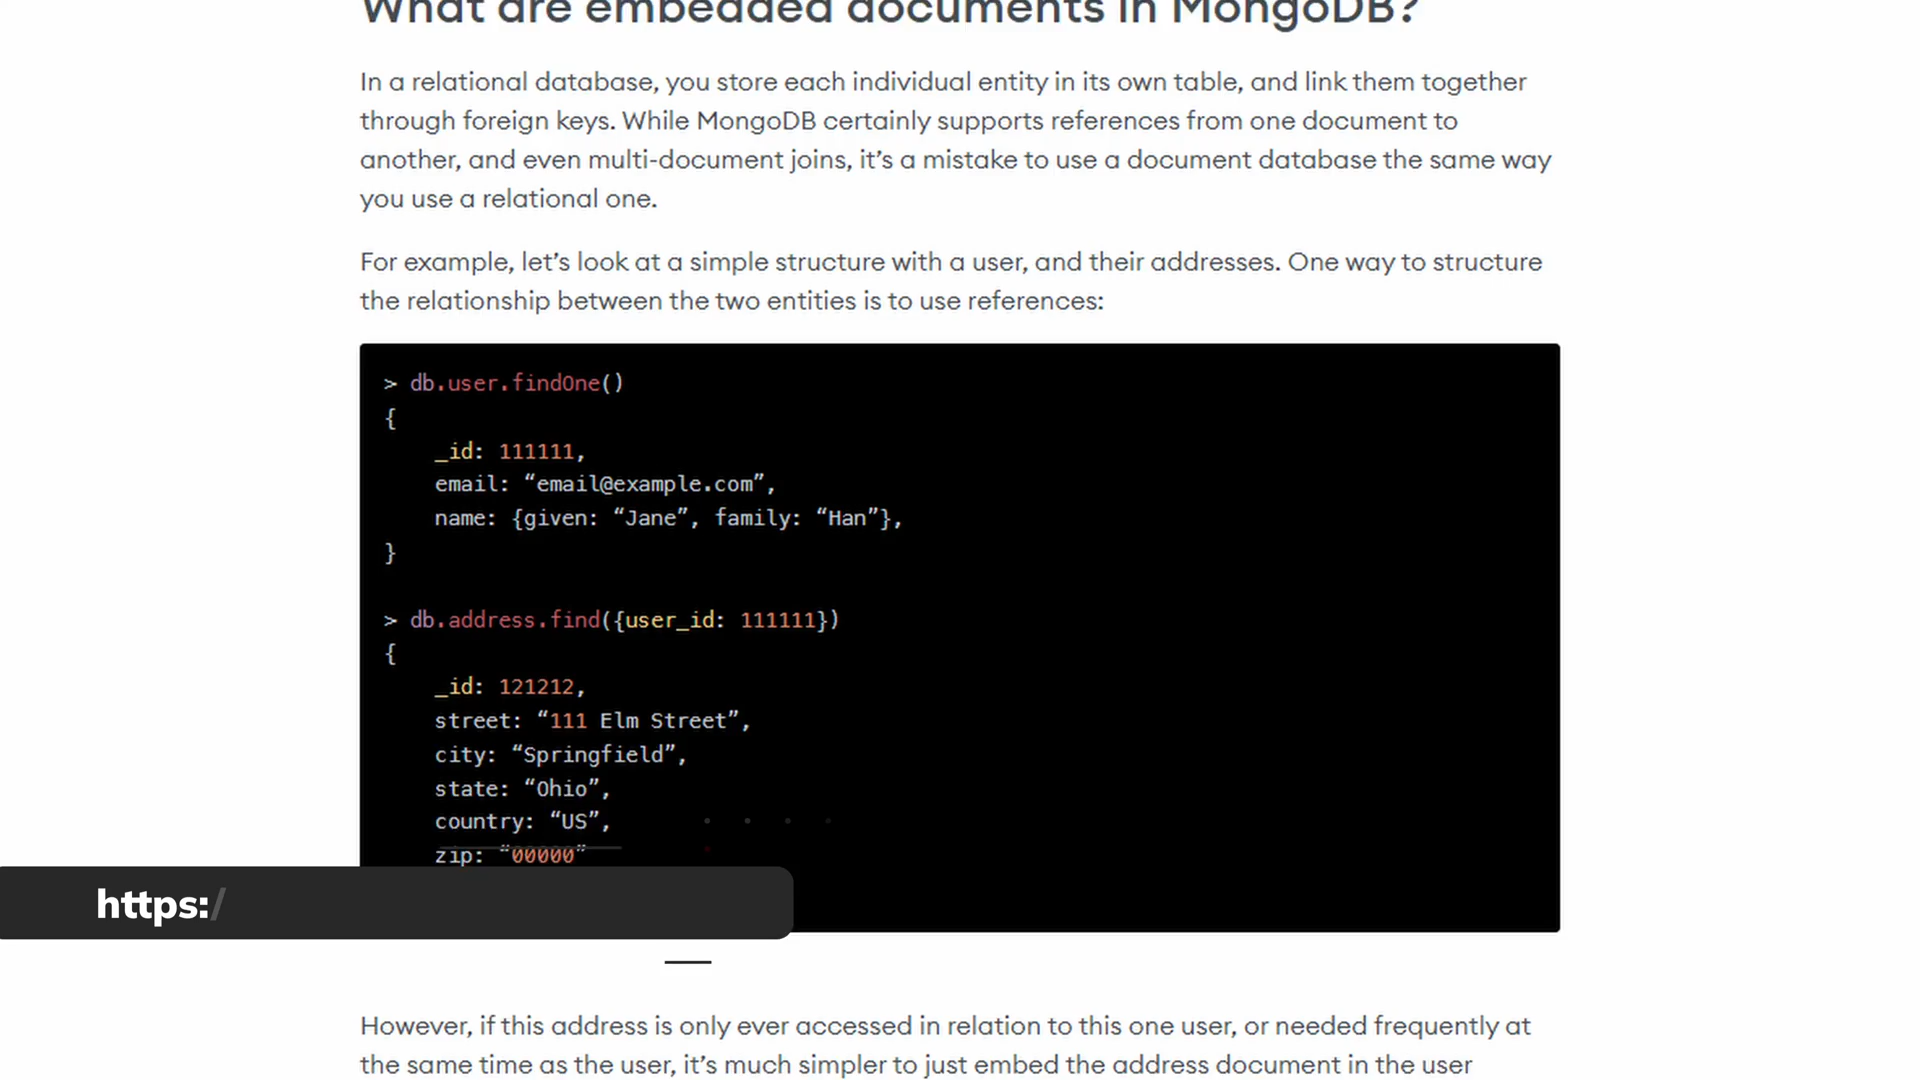 What are embedded documents in MongoDB?
In a relational database, you store each individual entity in its own table, and link them together
through foreign keys. While MongoDB certainly supports references from one document to
another, and even multi-document joins, it’s a mistake to use a document database the same way
you use a relational one.
For example, let’s look at a simple structure with a user, and their addresses. One way to structure
the relationship between the two entities is to use references:
> db.user.findOne()
{
    _id: 111111,
    email: “email@example.com”,
    name: {given: “Jane”, family: “Han”},
}
> db.address.find({user_id: 111111})
{
    _id: 121212,
    street: “111 Elm Street”,
    city: “Springfield”,
    state: “Ohio”,
    country: “US”,
    zip: “00000”
https:/
However, if this address is only ever accessed in relation to this one user, or needed frequently at
the same time as the user, it’s much simpler to just embed the address document in the user